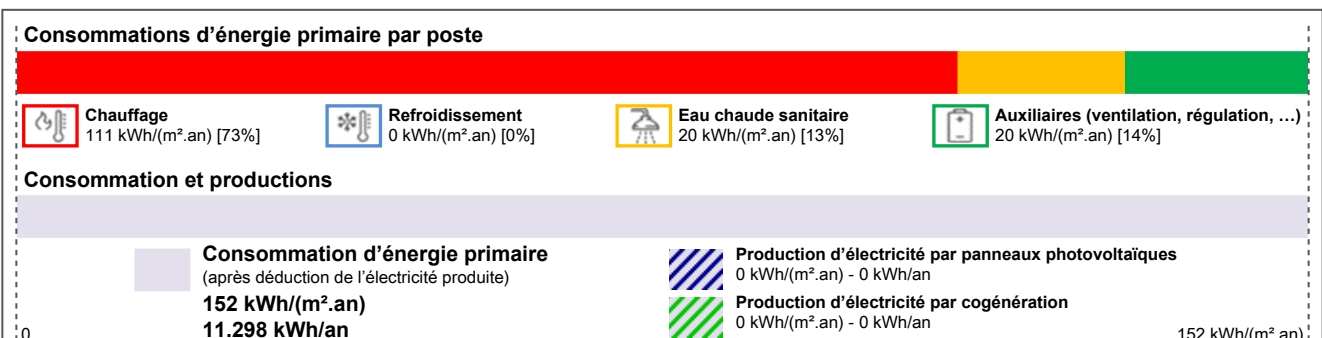 Consommations d'énergie primaire par poste
Chauffage
111 kWh/(m².an) [73%]
Refroidissement
0 kWh/(m².an) [0%]
Eau chaude sanitaire
20 kWh/(m².an) [13%]
Auxiliaires (ventilation, régulation, …)
20 kWh/(m².an) [14%]
Consommation et productions
Consommation d'énergie primaire
(après déduction de l'électricité produite)
152 kWh/(m².an)
11.298 kWh/an
Production d'électricité par panneaux photovoltaïques
0 kWh/(m².an) - 0 kWh/an
Production d'électricité par cogénération
0 kWh/(m².an) - 0 kWh/an
0
152 kWh/(m².an)